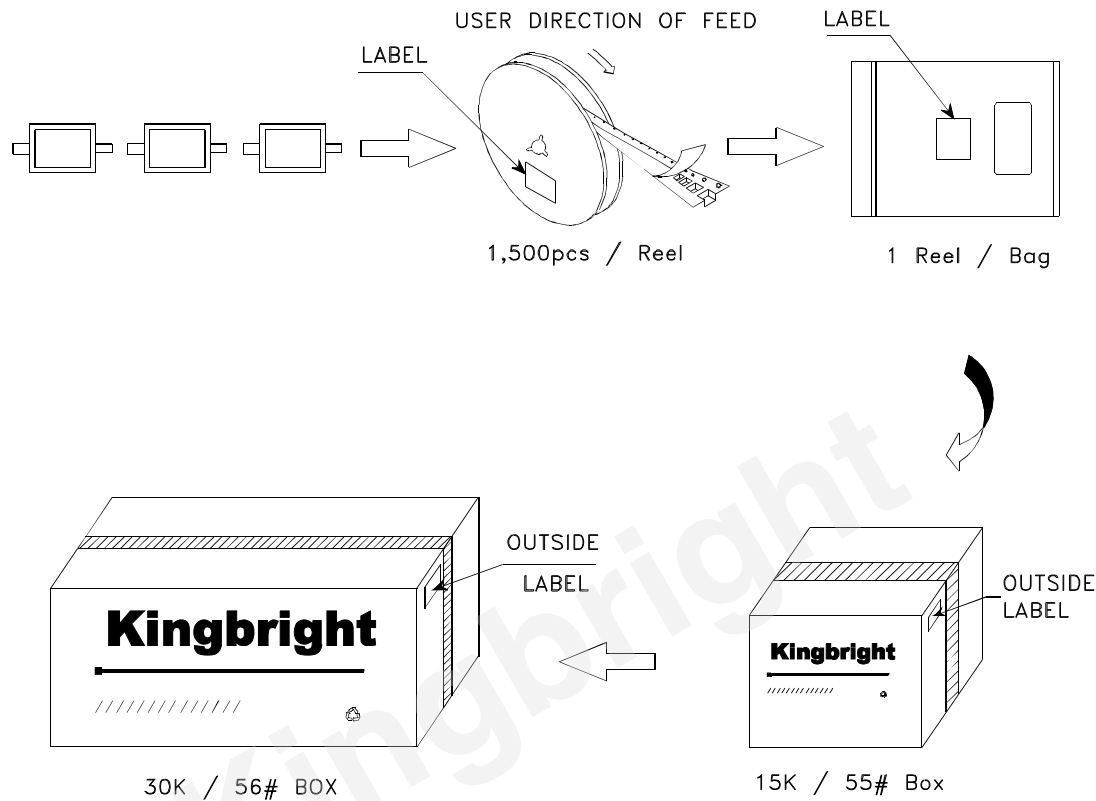 USER DIRECTION OF FEED
LABEL
LABEL
1,500pcs / Reel
1 Reel / Bag
OUTSIDE
LABEL
Kingbright
30K / 56# BOX
OUTSIDE
LABEL
Kingbright
15K / 55# Box
Kingbright